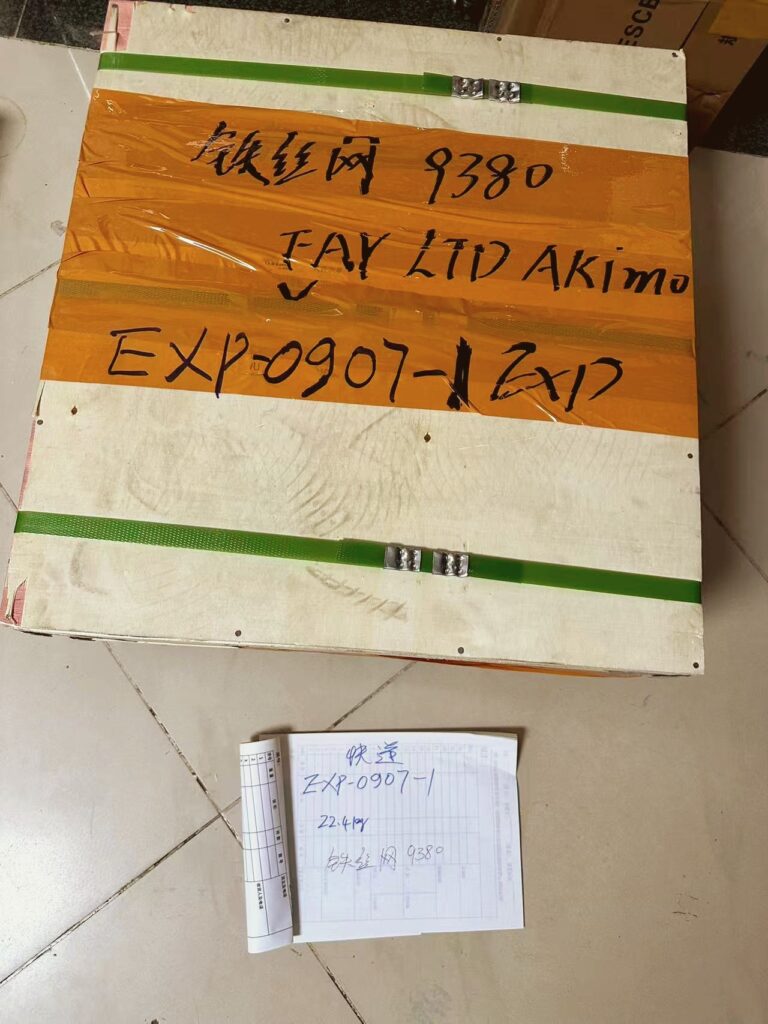 铁丝网 9380
FAY LTD AKimo
EXP-0907-1 EXP
快递
EXP-0907-1
22.4kg
铁丝网 9380